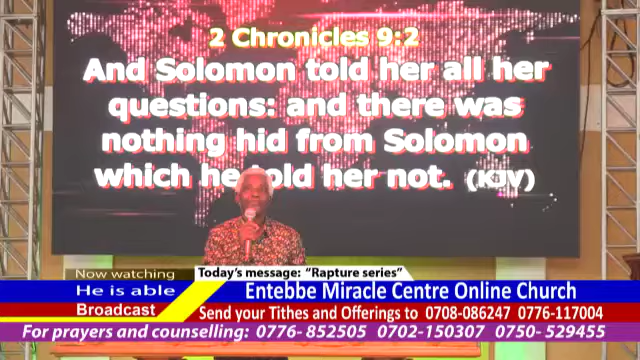 2 Chronicles 9:2
And Solomon told her all her
questions: and there was
nothing hid from Solomon
which he told her not. (KJV)
Now watching
Today's message: "Rapture series"
He is able
Entebbe Miracle Centre Online Church
Broadcast
Send your Tithes and Offerings to 0708-086247 0776-117004
For prayers and counselling: 0776- 852505 0702-150307 0750- 529455